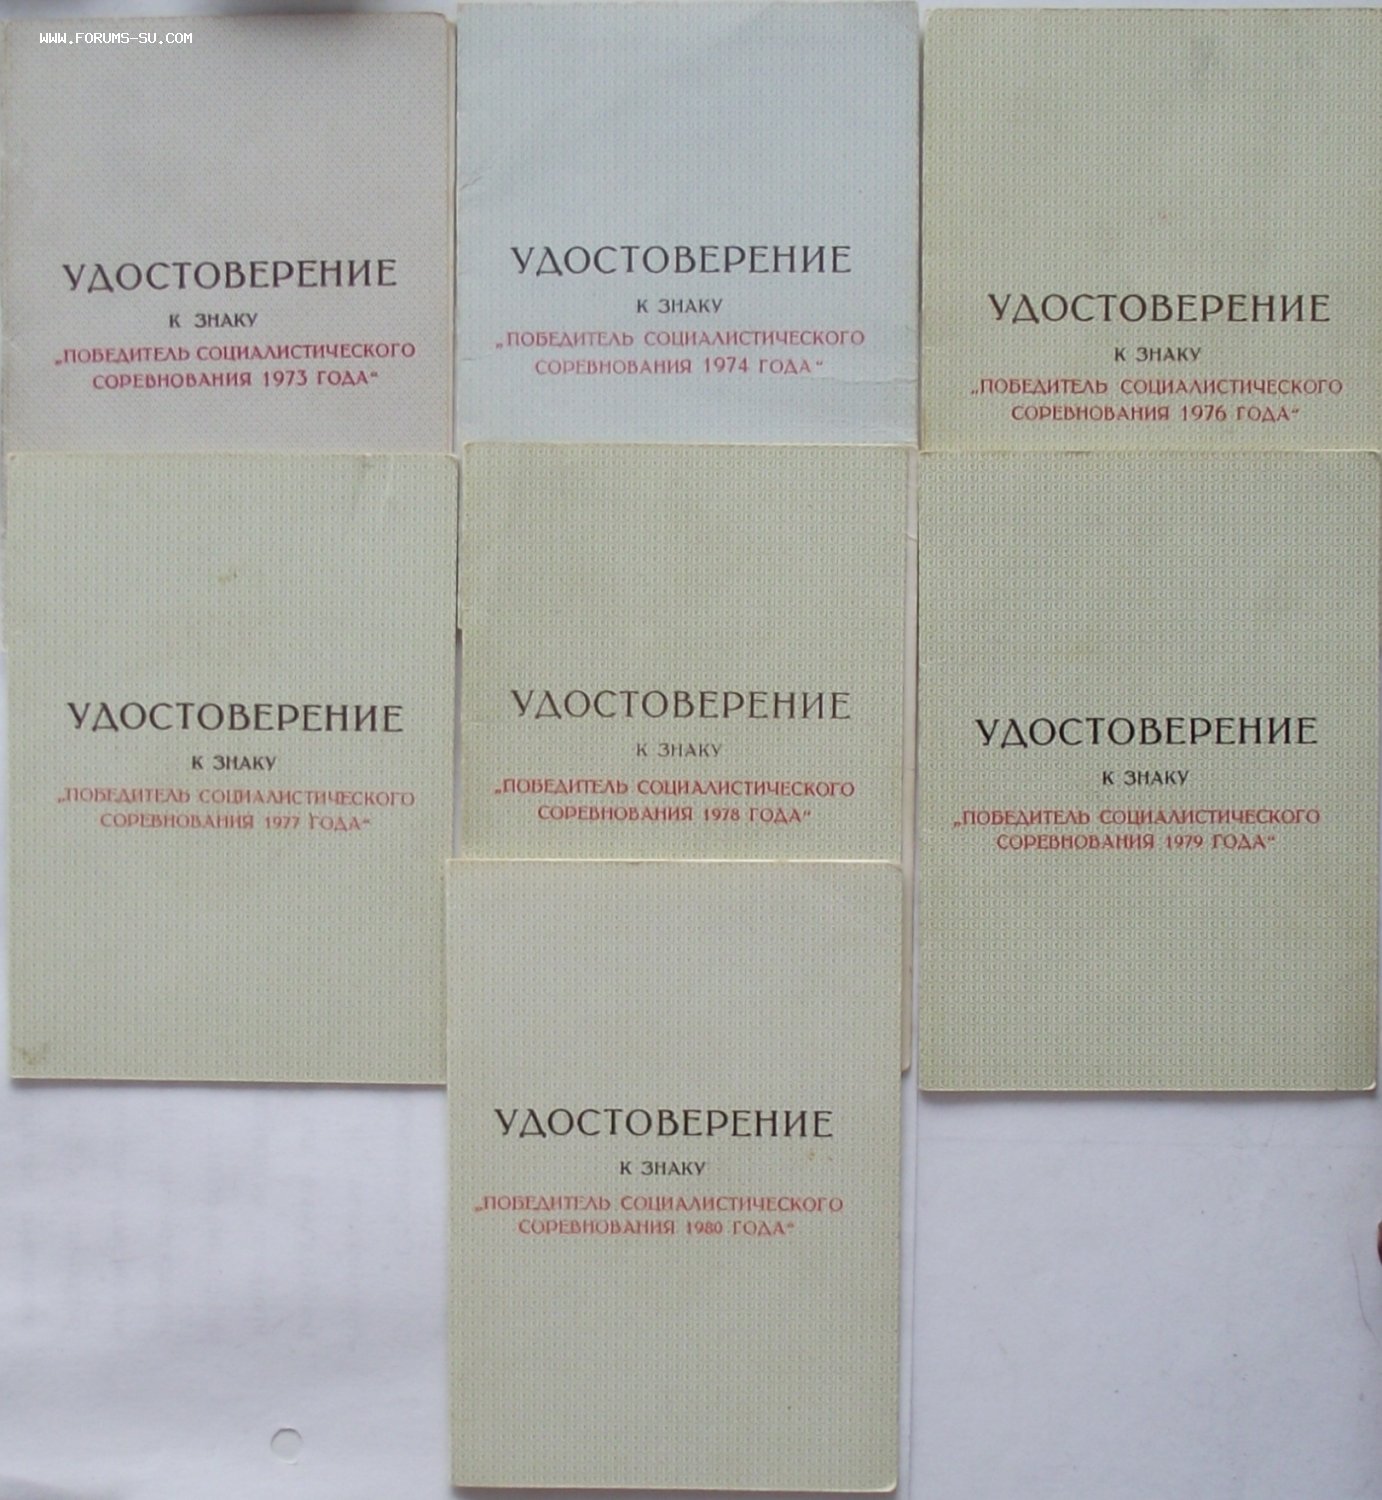 WWW.FORUMS-SU.COM
УДОСТОВЕРЕНИЕ
К ЗНАКУ
„ПОБЕДИТЕЛЬ СОЦИАЛИСТИЧЕСКОГО
СОРЕВНОВАНИЯ 1973 ГОДА“
УДОСТОВЕРЕНИЕ
К ЗНАКУ
„ПОБЕДИТЕЛЬ СОЦИАЛИСТИЧЕСКОГО
СОРЕВНОВАНИЯ 1974 ГОДА“
УДОСТОВЕРЕНИЕ
К ЗНАКУ
„ПОБЕДИТЕЛЬ СОЦИАЛИСТИЧЕСКОГО
СОРЕВНОВАНИЯ 1976 ГОДА“
УДОСТОВЕРЕНИЕ
К ЗНАКУ
„ПОБЕДИТЕЛЬ СОЦИАЛИСТИЧЕСКОГО
СОРЕВНОВАНИЯ 1977 ГОДА“
УДОСТОВЕРЕНИЕ
К ЗНАКУ
„ПОБЕДИТЕЛЬ СОЦИАЛИСТИЧЕСКОГО
СОРЕВНОВАНИЯ 1978 ГОДА“
УДОСТОВЕРЕНИЕ
К ЗНАКУ
„ПОБЕДИТЕЛЬ СОЦИАЛИСТИЧЕСКОГО
СОРЕВНОВАНИЯ 1979 ГОДА“
УДОСТОВЕРЕНИЕ
К ЗНАКУ
„ПОБЕДИТЕЛЬ СОЦИАЛИСТИЧЕСКОГО
СОРЕВНОВАНИЯ 1980 ГОДА“